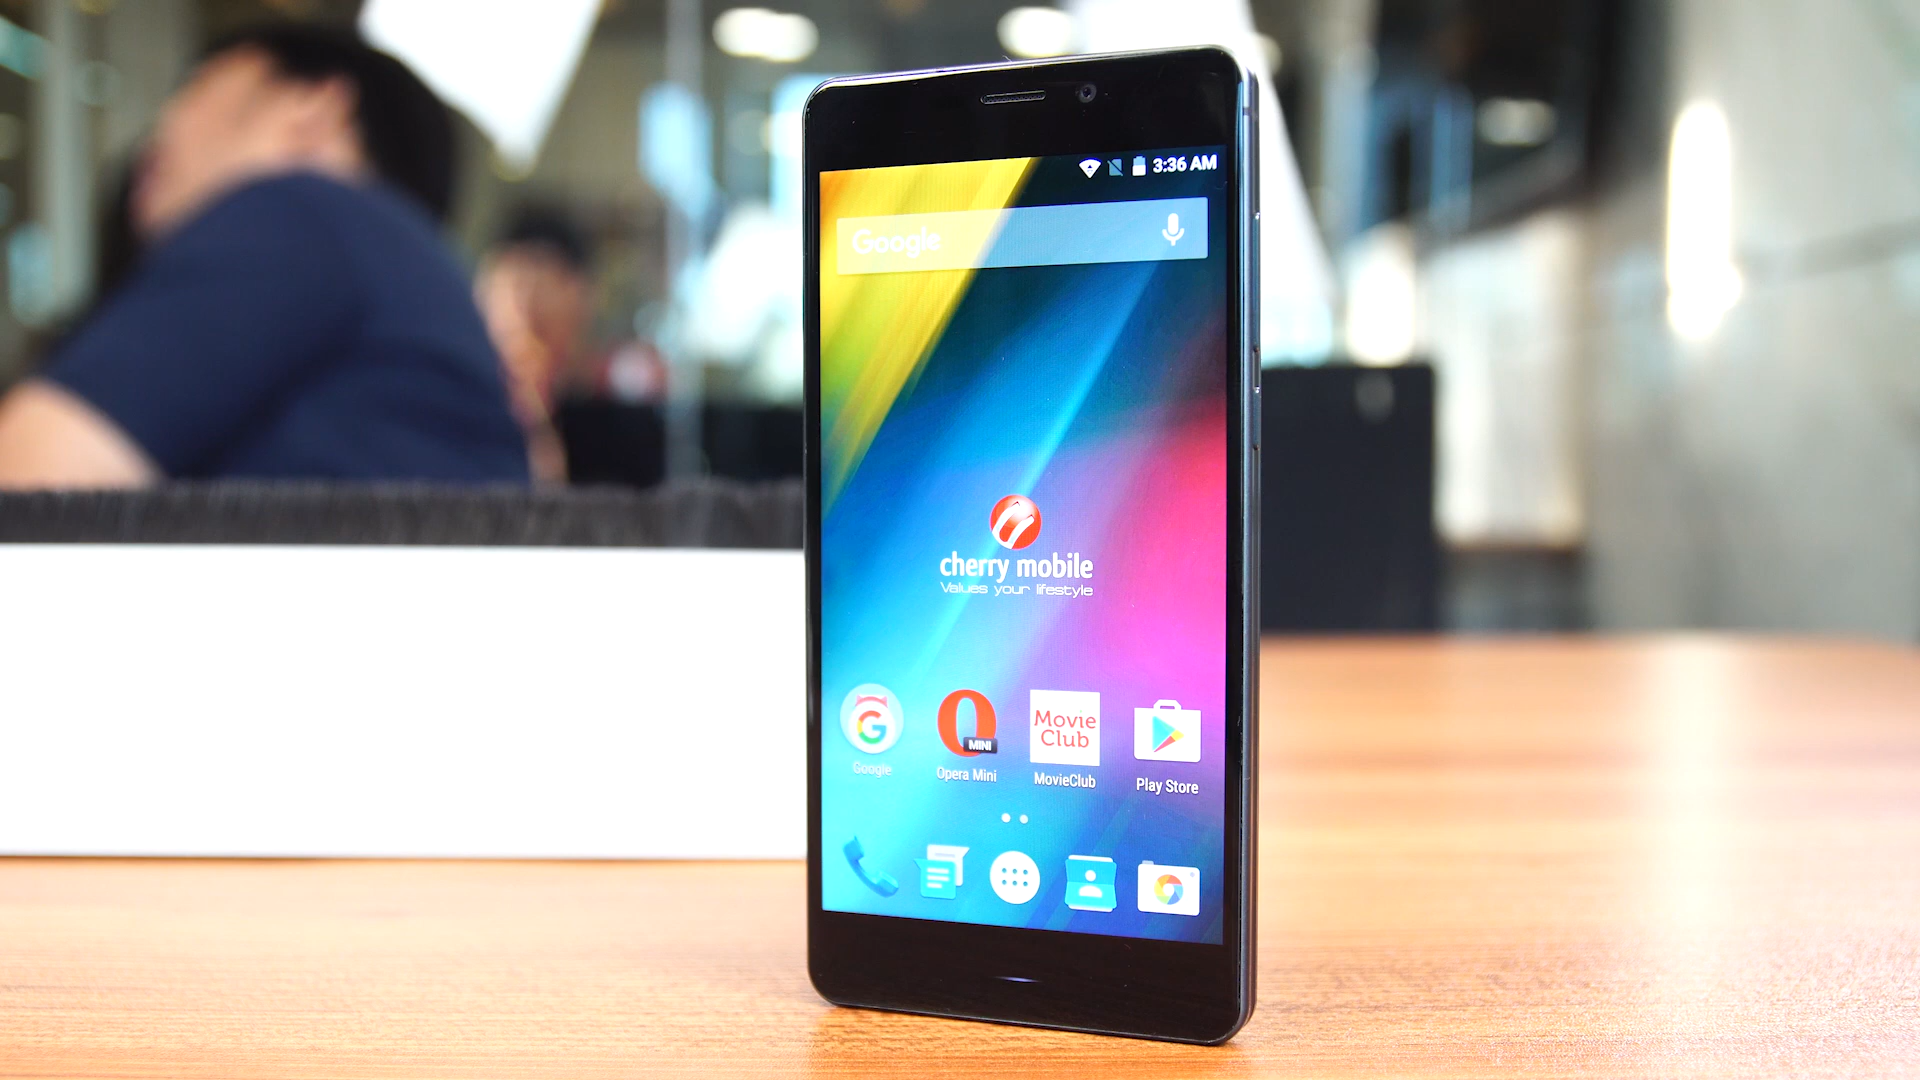 3:36 AM
Google
cherry mobile
Values your lifestyle
G
O
MINI
Movie
Club
Google
Opera Mini
MovieClub
Play Store